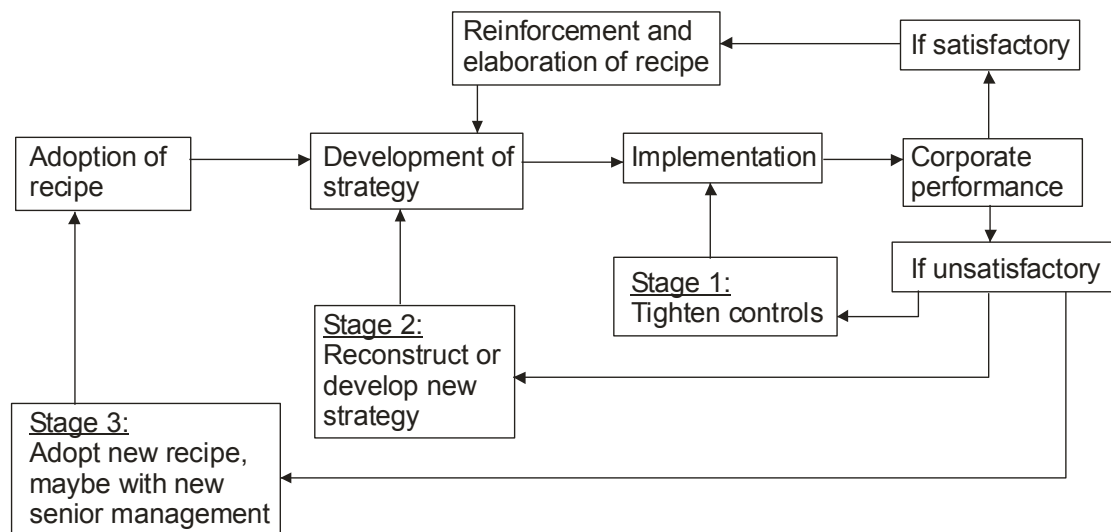 Reinforcement and
elaboration of recipe
If satisfactory
Adoption of
recipe
Development of
strategy
Implementation
Corporate
performance
If unsatisfactory
Stage 1:
Tighten controls
Stage 2:
Reconstruct or
develop new
strategy
Stage 3:
Adopt new recipe,
maybe with new
senior management